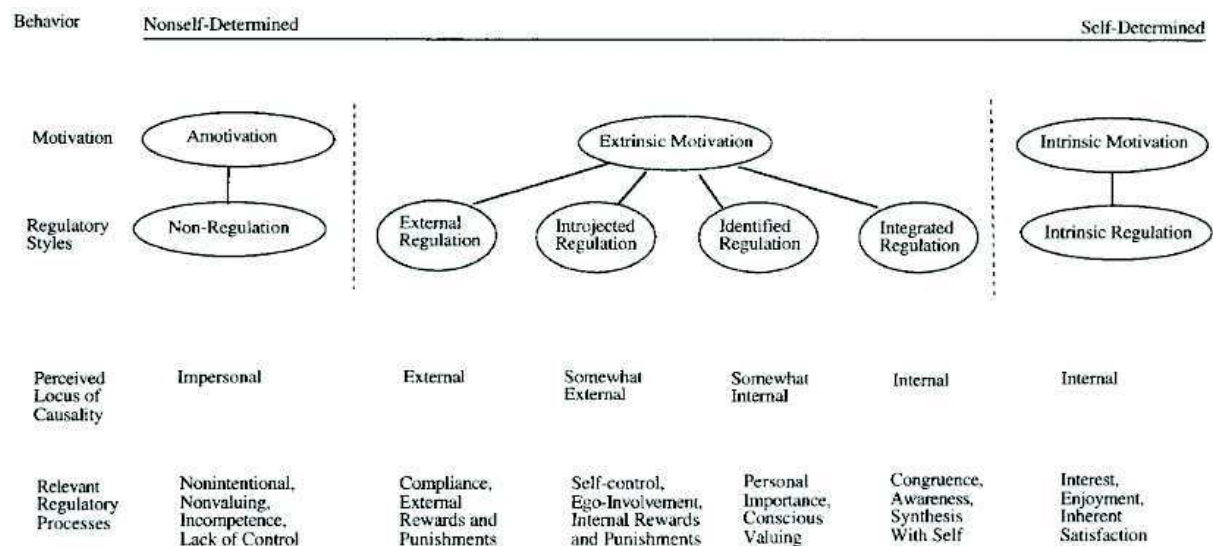 Behavior Nonself-Determined Self-Determined
Motivation Amotivation Extrinsic Motivation Intrinsic Motivation
Regulatory
Styles
Non-Regulation
External
Regulation
Introjected
Regulation
Identified
Regulation
Integrated
Regulation
Intrinsic Regulation
Perceived
Locus of
Causality
Impersonal
External
Somewhat
External
Somewhat
Internal
Internal
Internal
Relevant
Regulatory
Processes
Nonintentional,
Nonvaluing,
Incompetence,
Lack of Control
Compliance,
External
Rewards and
Punishments
Self-control,
Ego-Involvement,
Internal Rewards
and Punishments
Personal
Importance,
Conscious
Valuing
Congruence,
Awareness,
Synthesis
With Self
Interest,
Enjoyment,
Inherent
Satisfaction